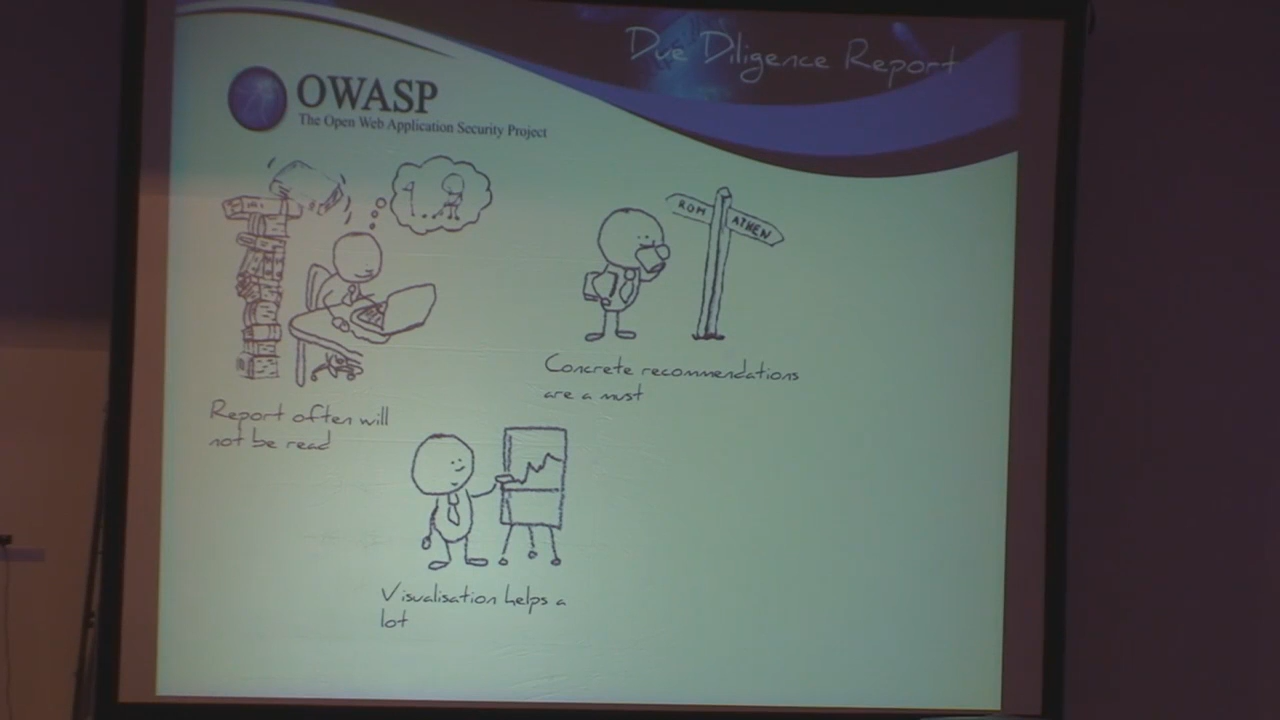 Due Diligence Report
OWASP
The Open Web Application Security Project
ROM
ATHEN
Concrete recommendations
are a must
Report often will
not be read
Visualisation helps a
lot